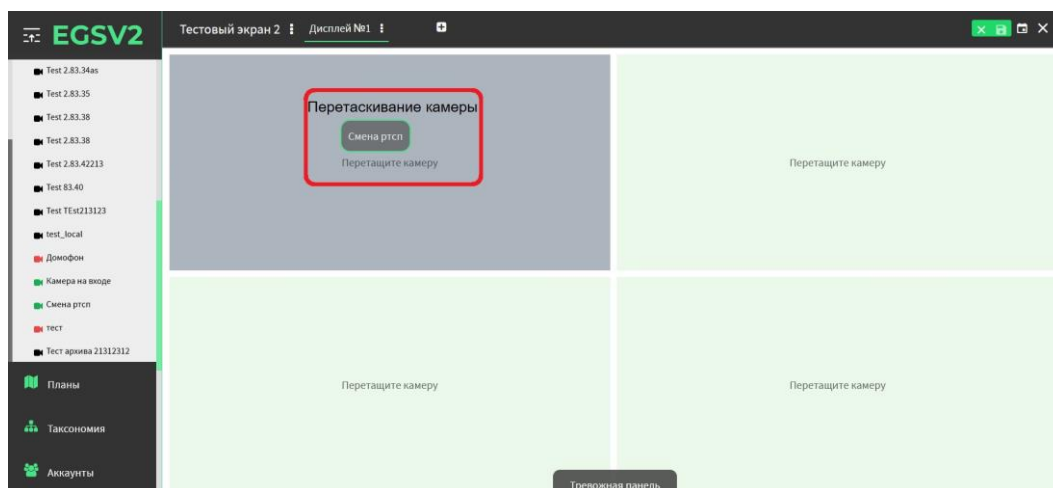 EGSV2
Тестовый экран 2
Дисплей №1
Test 2.83.34as
Test 2.83.35
Test 2.83.38
Test 2.83.38
Test 2.83.42213
Test 83.40
Test TEst213123
test_local
Домофон
Камера на входе
Смена ртсп
тест
Тест архива 21312312
Планы
Таксономия
Аккаунты
Перетаскивание камеры
Смена ртсп
Перетащите камеру
Перетащите камеру
Перетащите камеру
Перетащите камеру
Тревожная панель